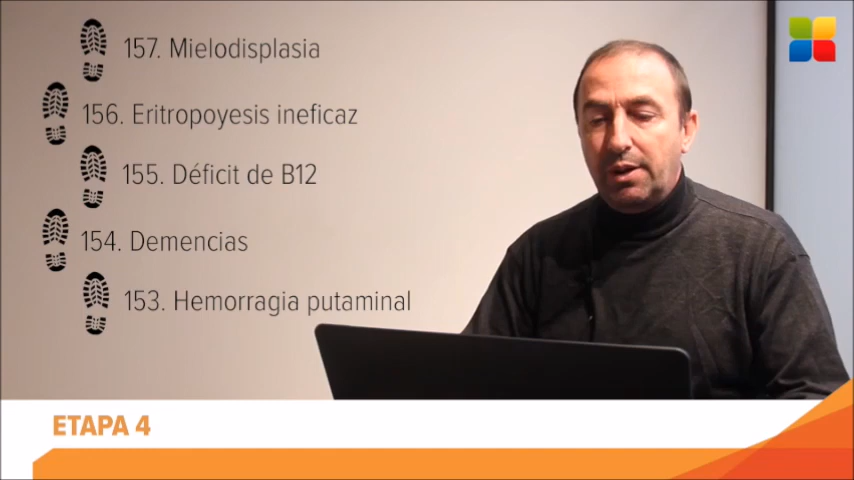 157. Mielodisplasia
156. Eritropoyesis ineficaz
155. Déficit de B12
154. Demencias
153. Hemorragia putaminal
ETAPA 4